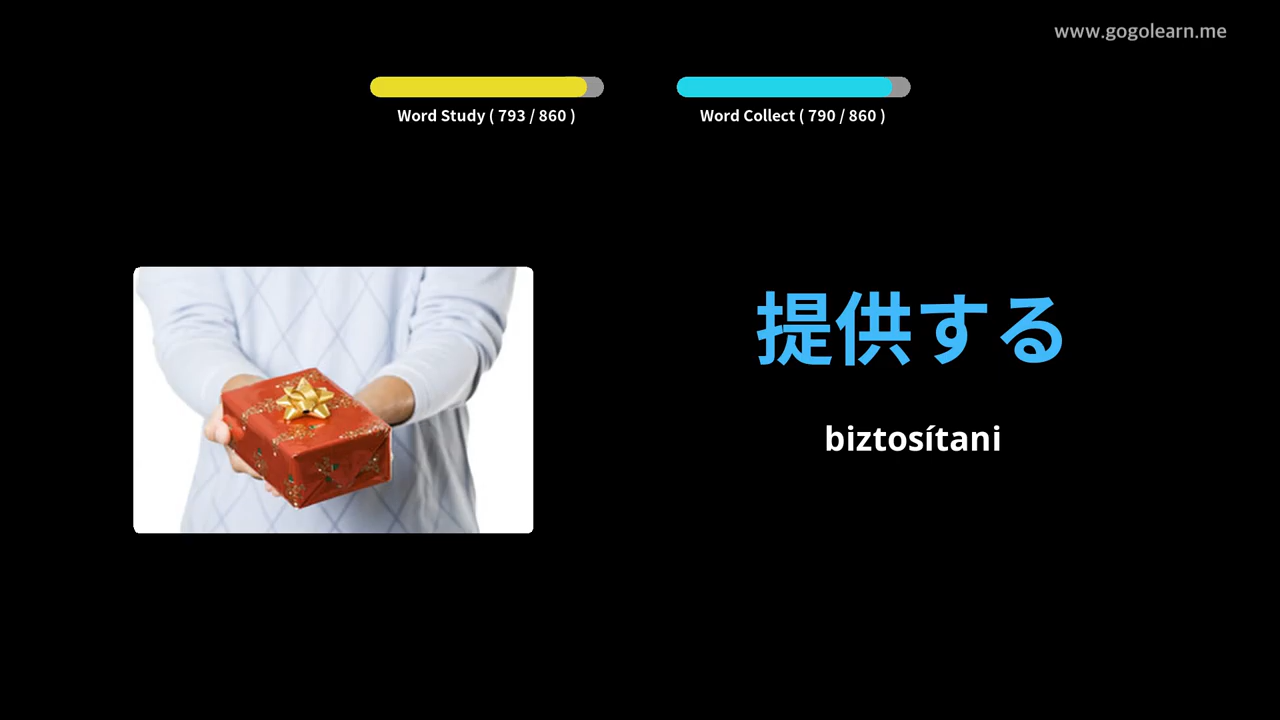 www.gogolearn.me
Word Study ( 793 / 860 )
Word Collect ( 790 / 860 )
提供する
biztosítani